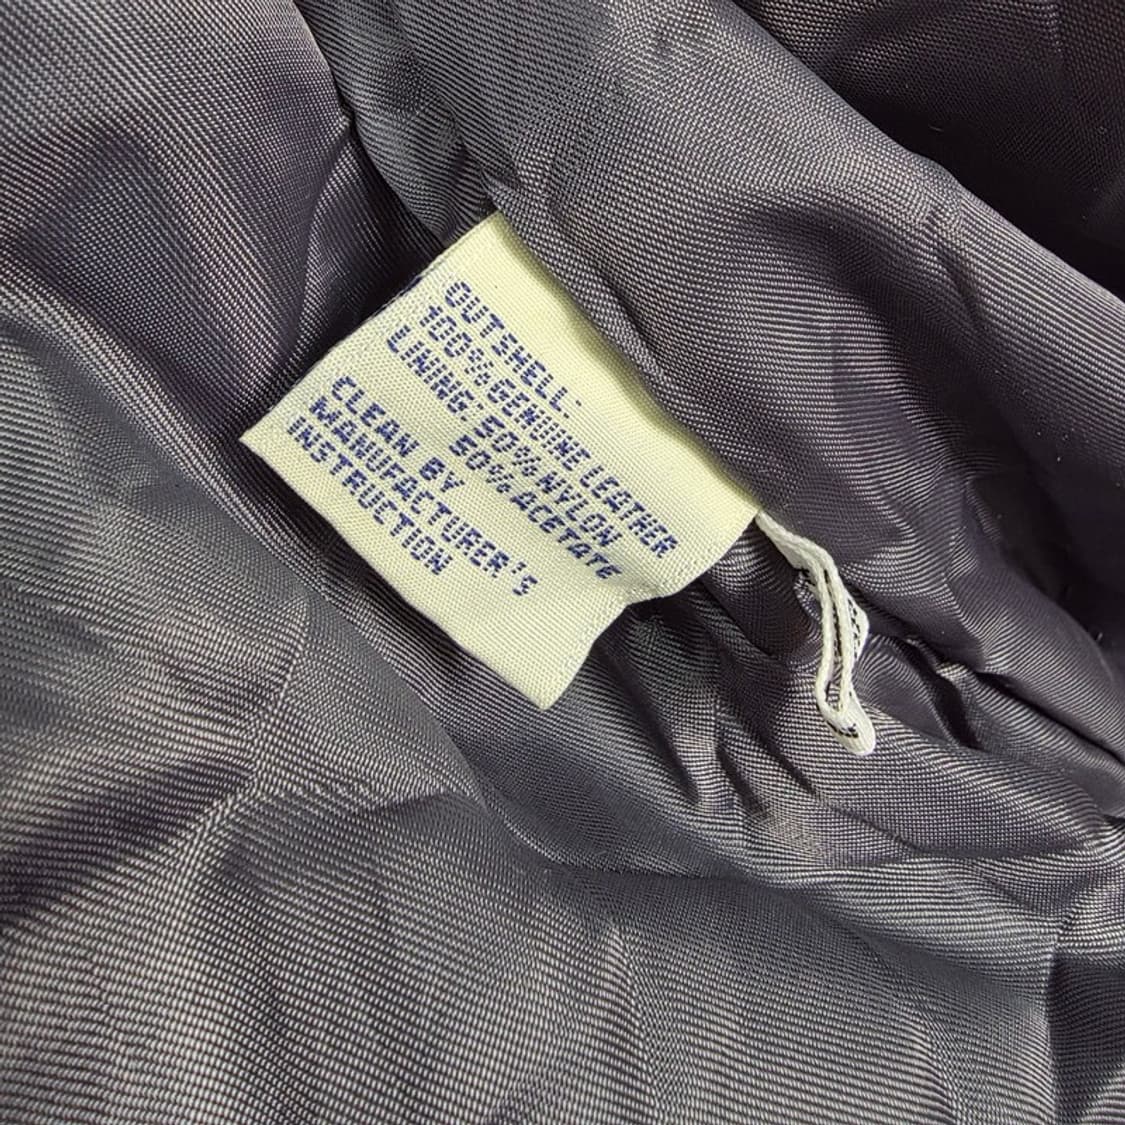 OUTSHELL:
100% GENUINE LEATHER
LINING: 50% NYLON
50% ACETATE
CLEAN BY
MANUFACTURER'S
INSTRUCTION